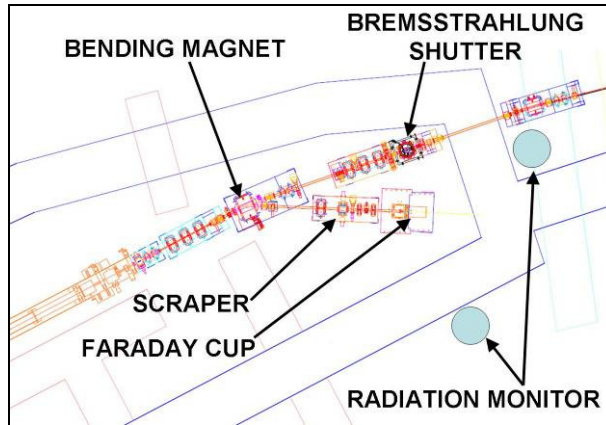 BREMSSTRAHLUNG
SHUTTER
BENDING MAGNET
SCRAPER
FARADAY CUP
RADIATION MONITOR